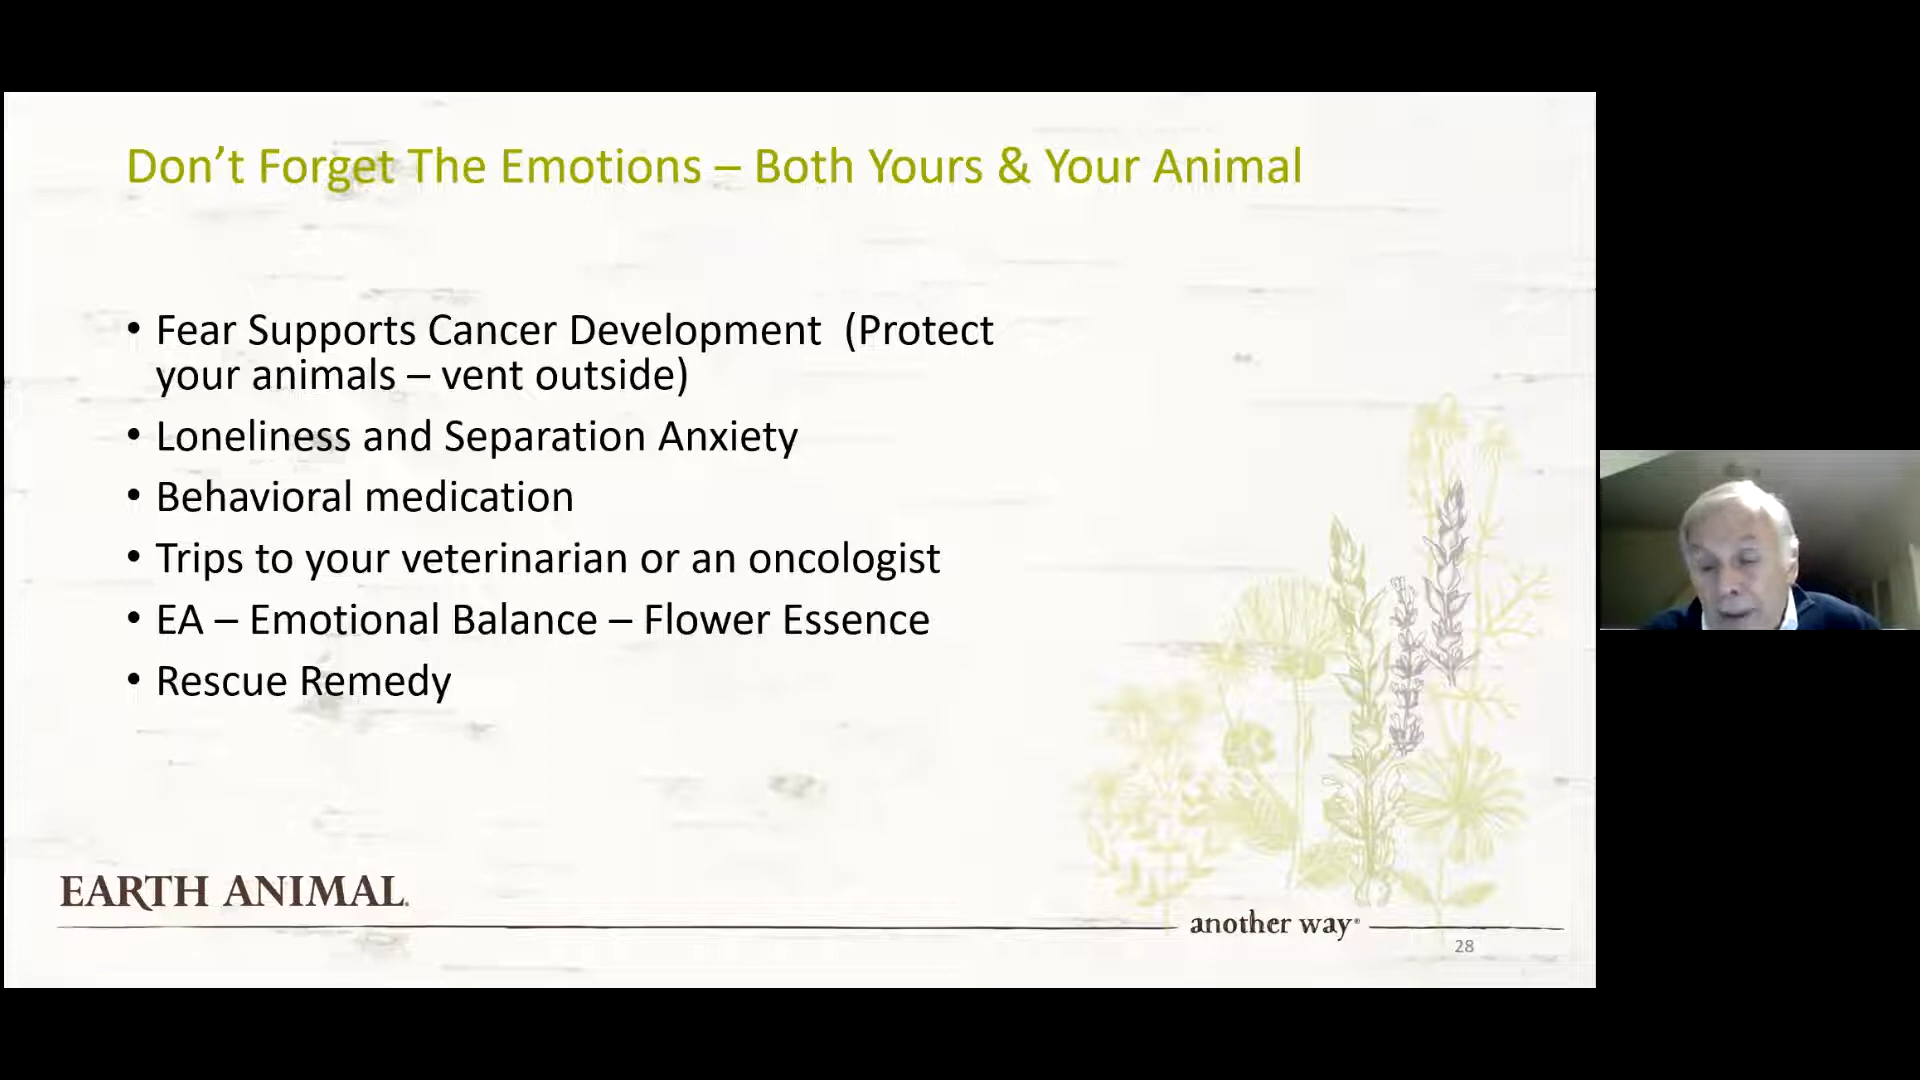 Don’t Forget The Emotions – Both Yours & Your Animal
• Fear Supports Cancer Development (Protect
your animals – vent outside)
• Loneliness and Separation Anxiety
• Behavioral medication
• Trips to your veterinarian or an oncologist
• EA – Emotional Balance – Flower Essence
• Rescue Remedy
EARTH ANIMAL®
another way®
28